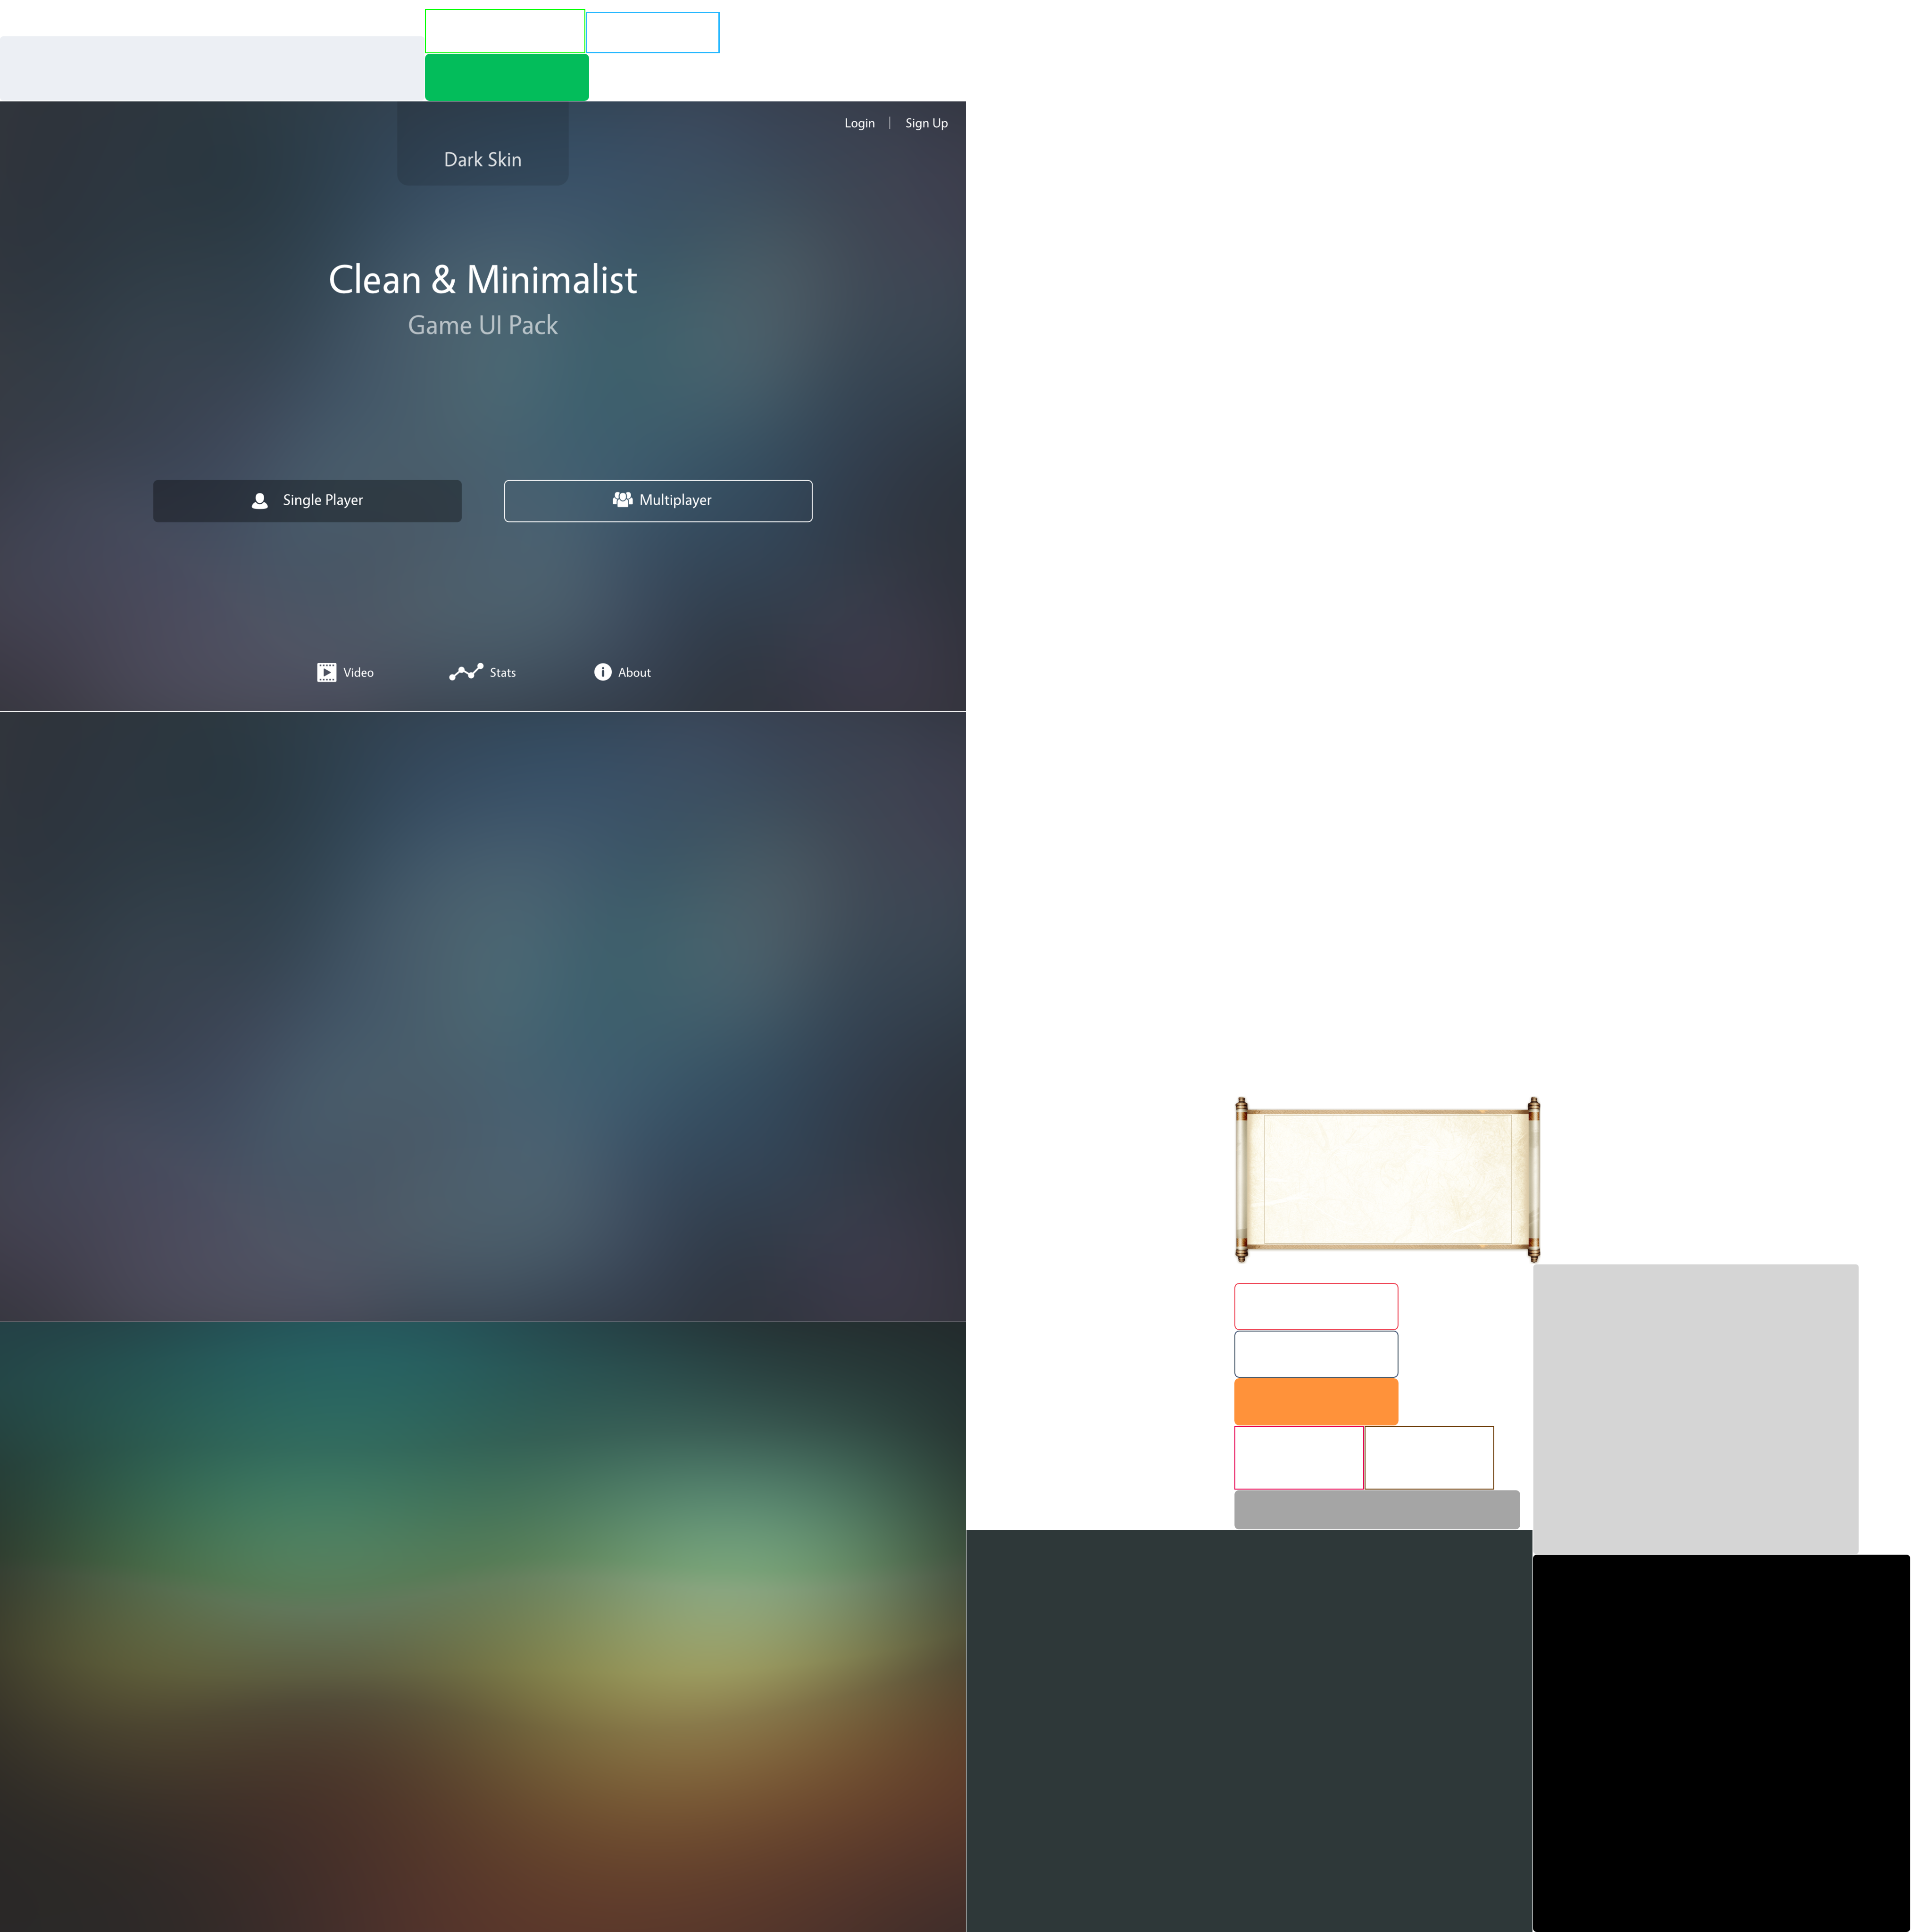 Login | Sign Up
Dark Skin
Clean & Minimalist
Game UI Pack
Single Player
Multiplayer
Video
Stats
About